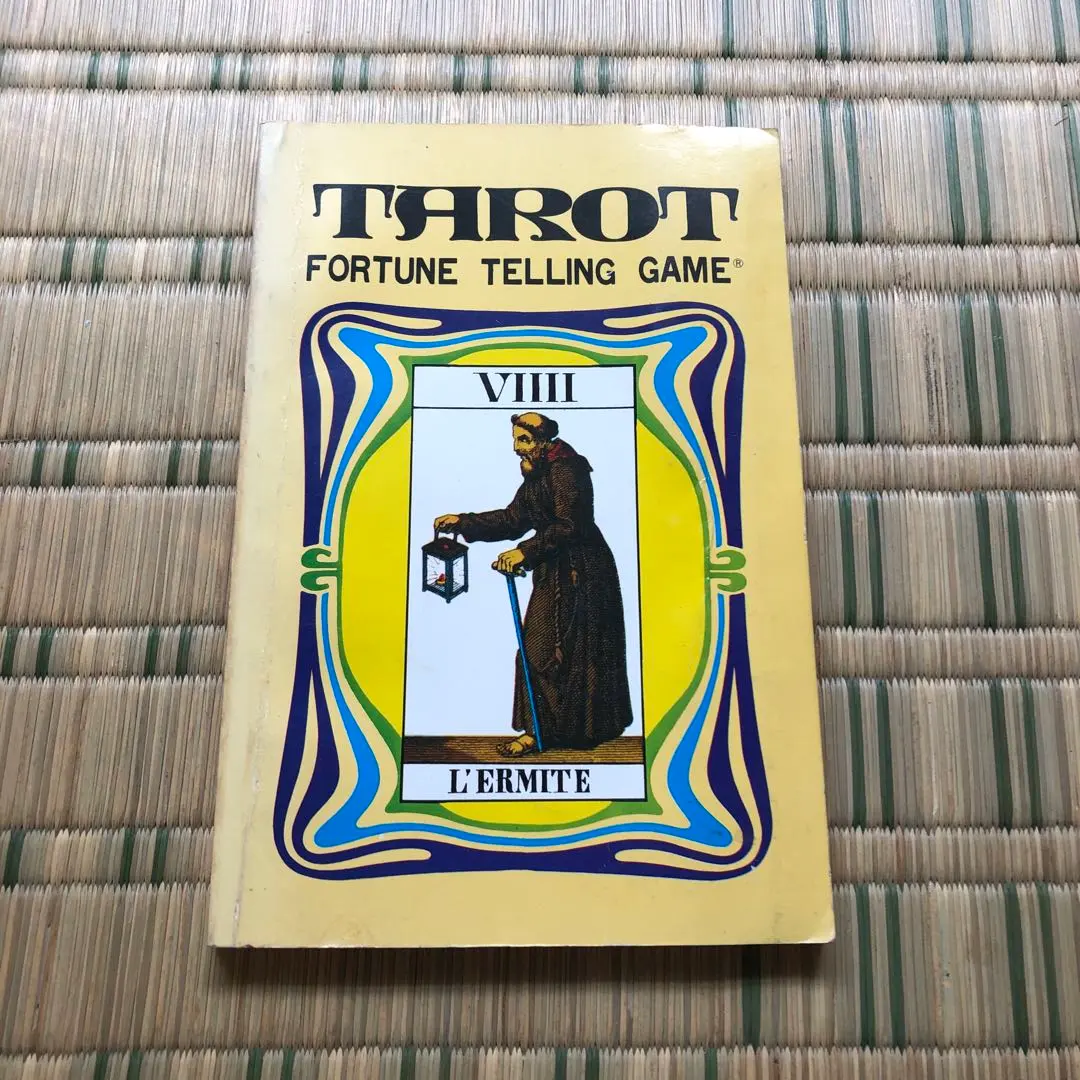 TAROT
FORTUNE TELLING GAME®
VIIII
L'ERMITE